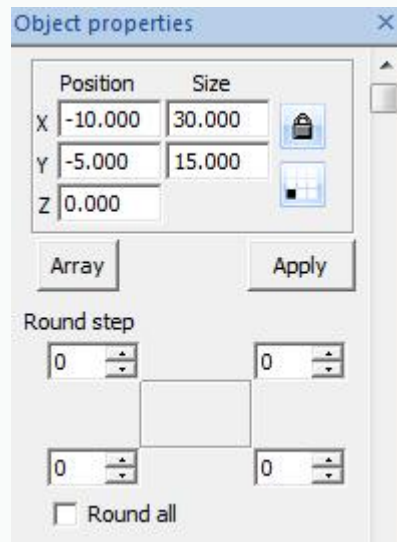 Object properties
Position Size
X -10.000 30.000
Y -5.000 15.000
Z 0.000
Array Apply
Round step
0 0
0 0
Round all